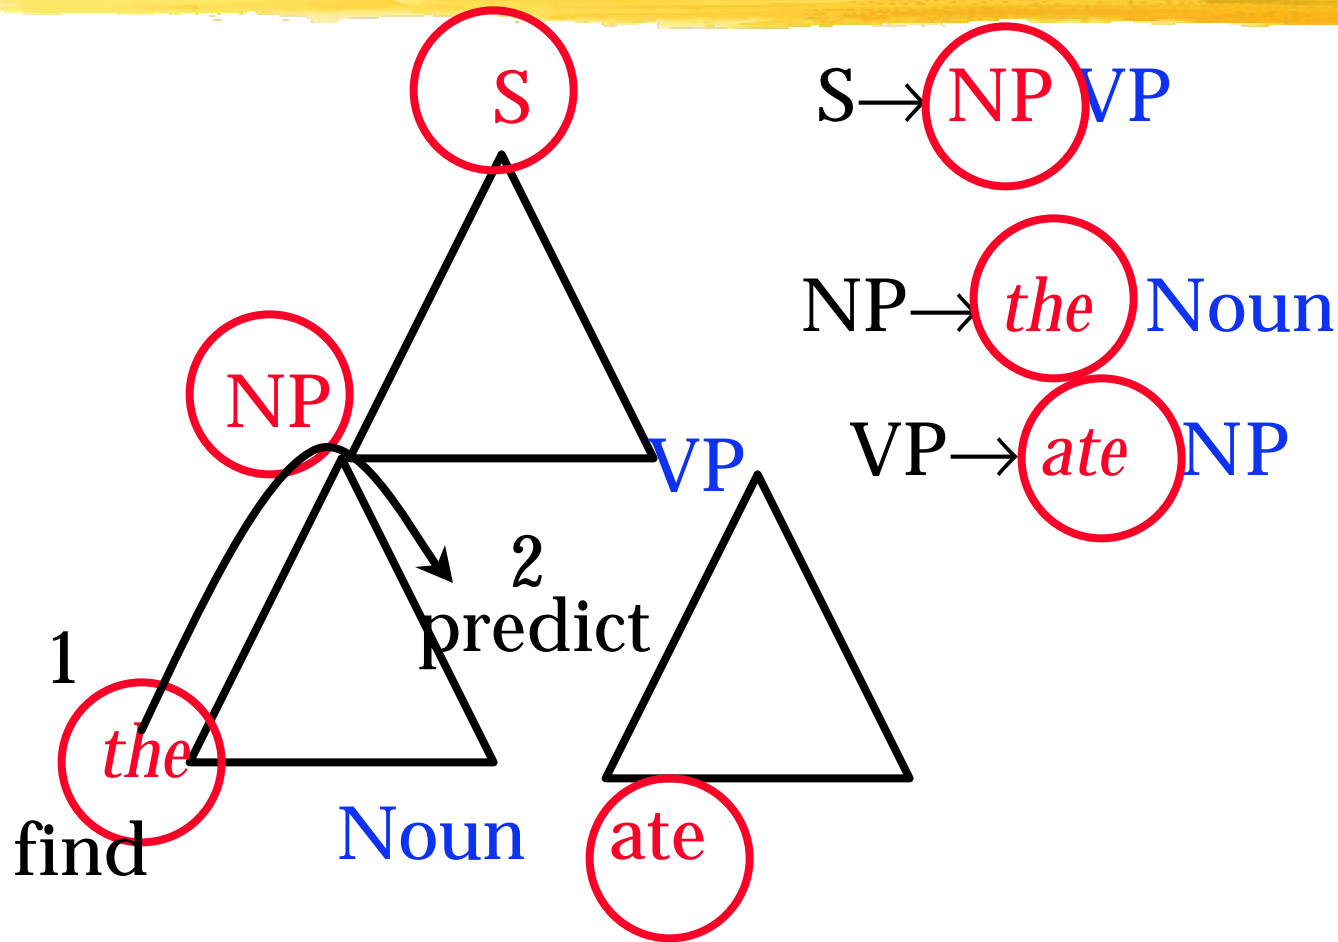 S
S→NP VP
NP→the Noun
NP
VP→ate NP
VP
2
predict
1
the
find
Noun
ate